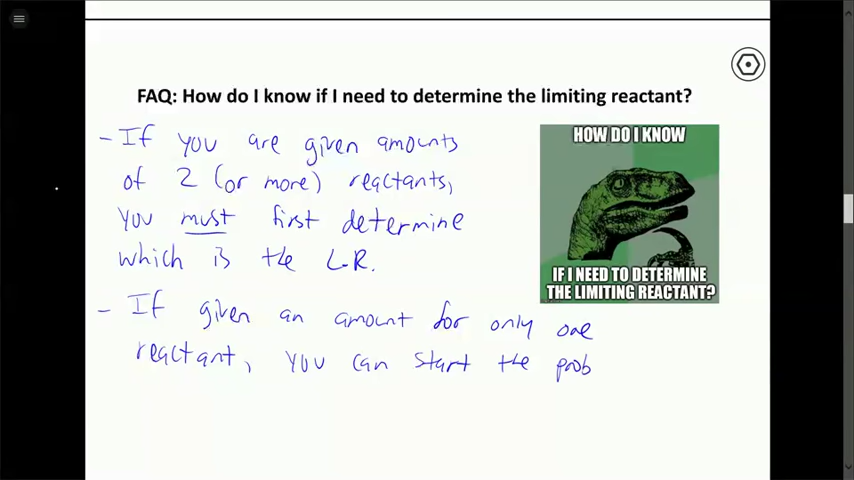 FAQ: How do I know if I need to determine the limiting reactant?
- If you are given amounts
of 2 (or more) reactants,
you must first determine
which is the L.R.
- If given an amount for only one
reactant, you can start the prob
HOW DO I KNOW
IF I NEED TO DETERMINE
THE LIMITING REACTANT?